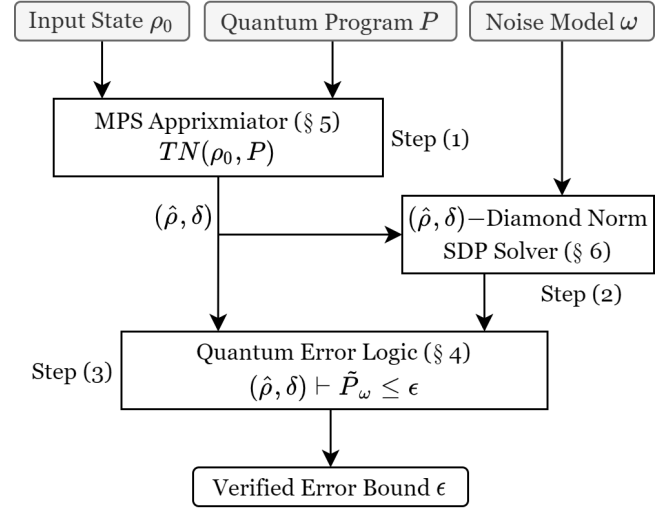 Input State ρ₀
Quantum Program P
Noise Model ω
MPS Apprixmiator (§ 5)
TN(ρ₀, P)
Step (1)
(ρ̂, δ)
(ρ̂, δ)−Diamond Norm
SDP Solver (§ 6)
Step (2)
Step (3)
Quantum Error Logic (§ 4)
(ρ̂, δ) ⊢ P̃_ω ≤ ϵ
Verified Error Bound ϵ